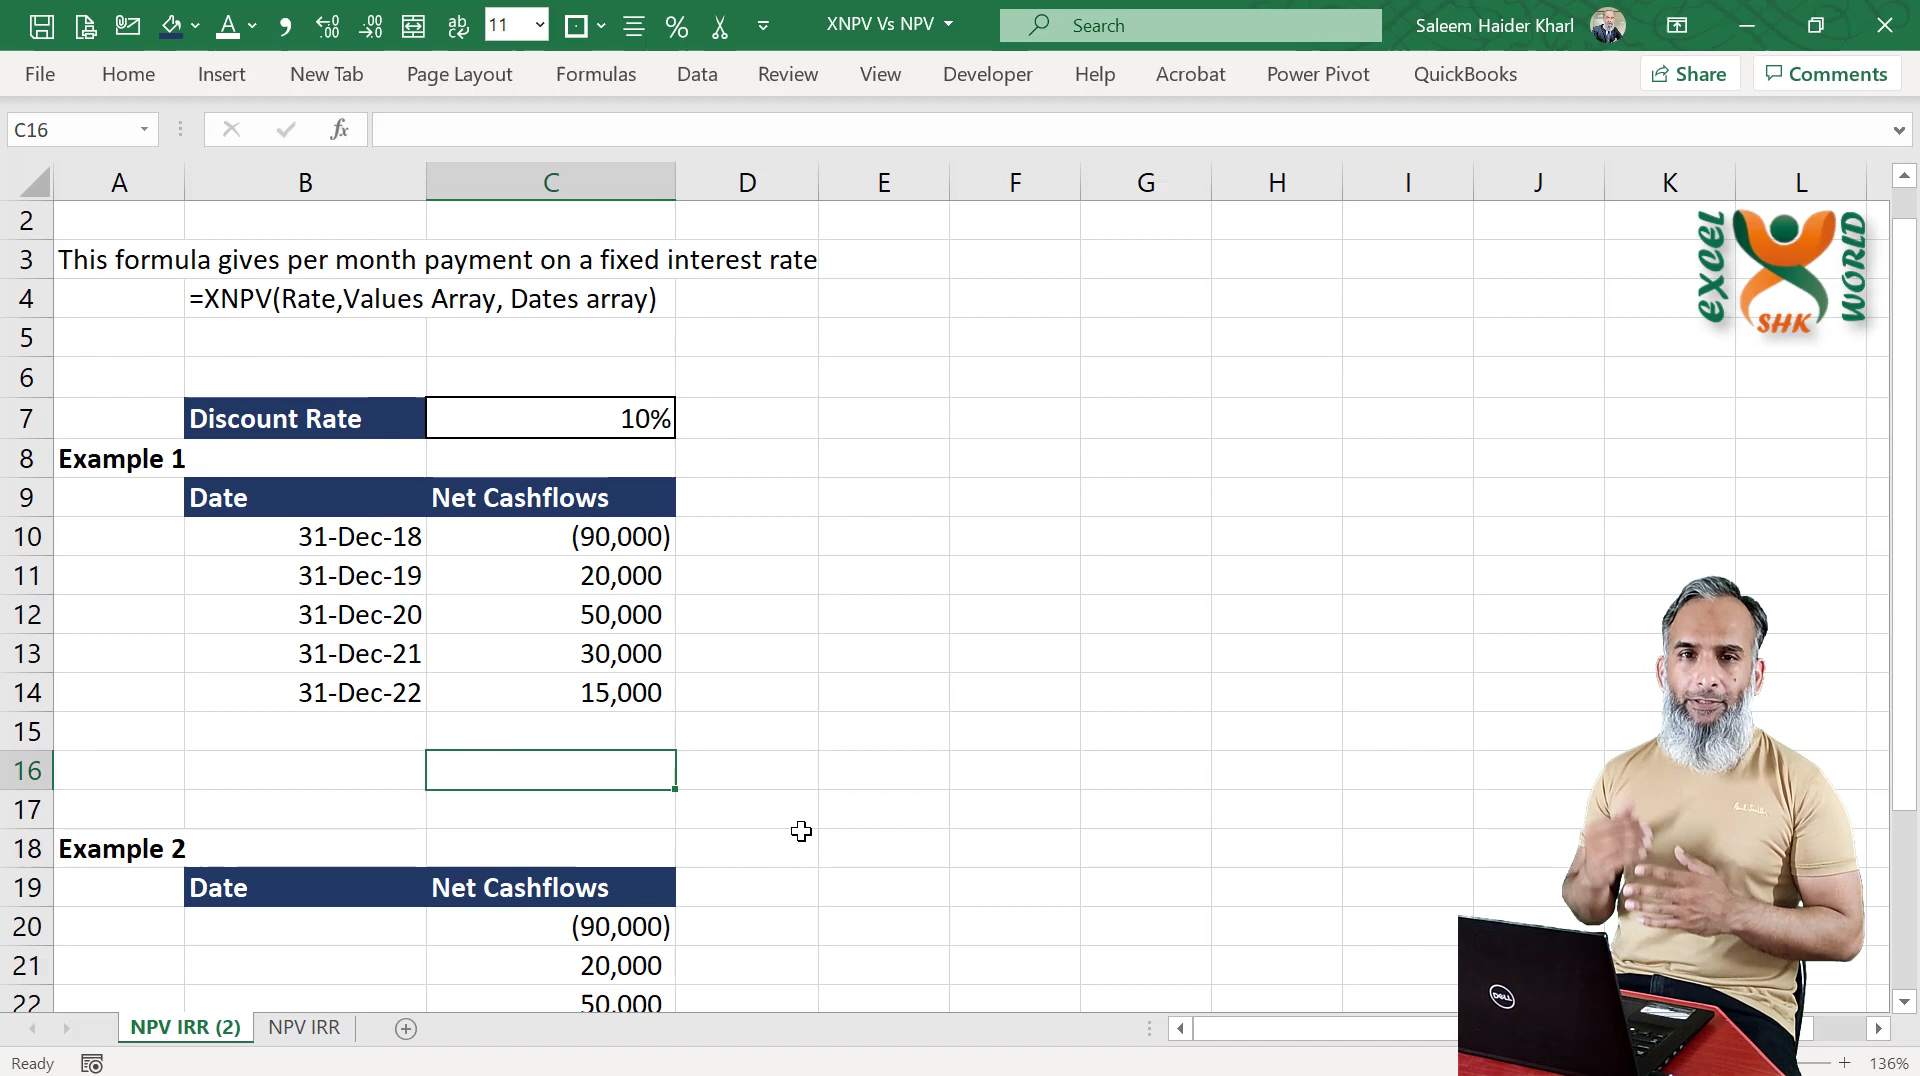 11
XNPV Vs NPV
Search
Saleem Haider Kharl
File Home Insert New Tab Page Layout Formulas Data Review View Developer Help Acrobat Power Pivot QuickBooks Share Comments
C16 fx
A B C D E F G H I J K L
2
3 This formula gives per month payment on a fixed interest rate
4 =XNPV(Rate,Values Array, Dates array)
5
6
7 Discount Rate 10%
8 Example 1
9 Date Net Cashflows
10 31-Dec-18 (90,000)
11 31-Dec-19 20,000
12 31-Dec-20 50,000
13 31-Dec-21 30,000
14 31-Dec-22 15,000
15
16
17
18 Example 2
19 Date Net Cashflows
20 (90,000)
21 20,000
22 50,000
eXCeL
SHK
WORLD
DELL
NPV IRR (2) NPV IRR
Ready 136%